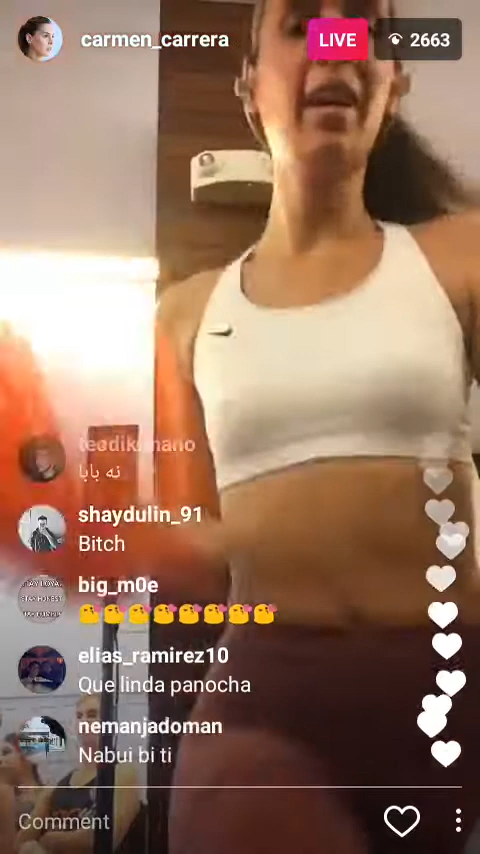 carmen_carrera
LIVE
2663
نه بابا
shaydulin_91
Bitch
big_m0e
elias_ramirez10
Que linda panocha
nemanjadoman
Nabui bi ti
Comment